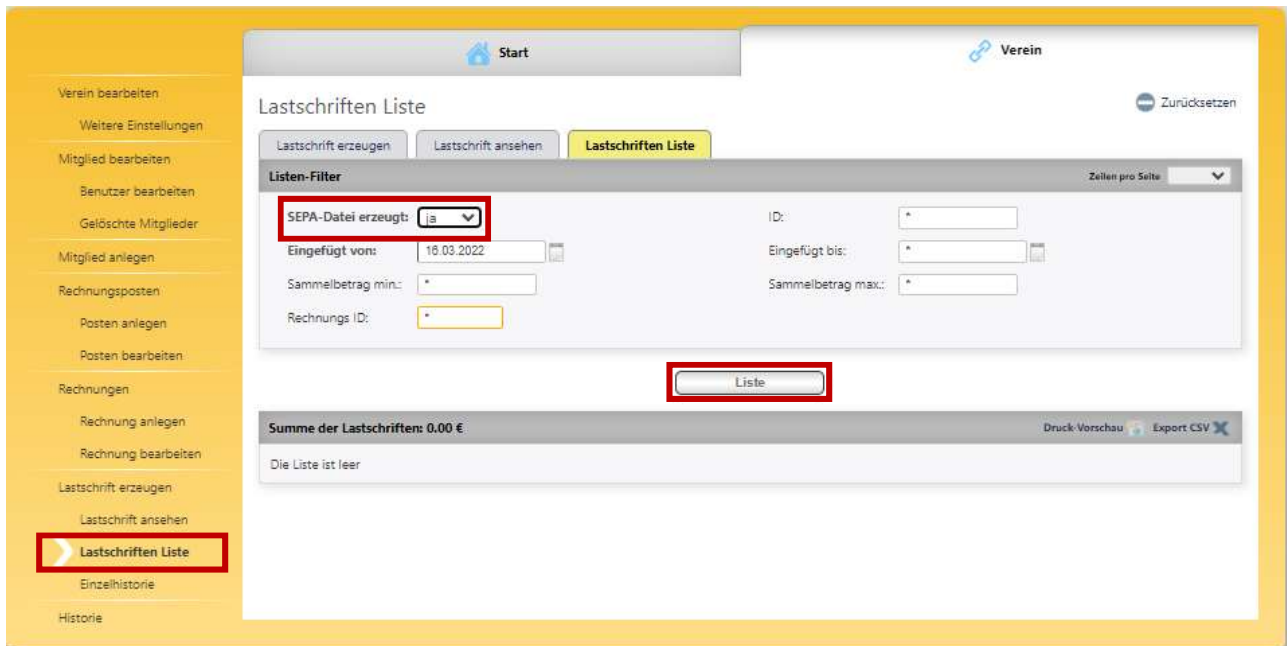 Start
Verein
Verein bearbeiten
Weitere Einstellungen
Mitglied bearbeiten
Benutzer bearbeiten
Gelöschte Mitglieder
Mitglied anlegen
Rechnungsposten
Posten anlegen
Posten bearbeiten
Rechnungen
Rechnung anlegen
Rechnung bearbeiten
Lastschrift erzeugen
Lastschrift ansehen
Lastschriften Liste
Einzelhistorie
Historie
Lastschriften Liste
Zurücksetzen
Lastschrift erzeugen
Lastschrift ansehen
Lastschriften Liste
Listen-Filter
Zeilen pro Seite
SEPA-Datei erzeugt: ja
ID: *
Eingefügt von: 16.03.2022
Eingefügt bis: *
Sammelbetrag min.: *
Sammelbetrag max.: *
Rechnungs ID: *
Liste
Summe der Lastschriften: 0.00 €
Druck-Vorschau
Export CSV
Die Liste ist leer